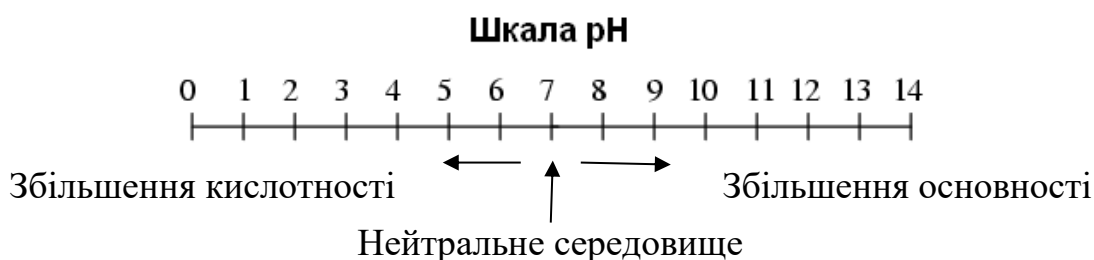 Шкала pH
0 1 2 3 4 5 6 7 8 9 10 11 12 13 14
Збільшення кислотності Збільшення основності
Нейтральне середовище